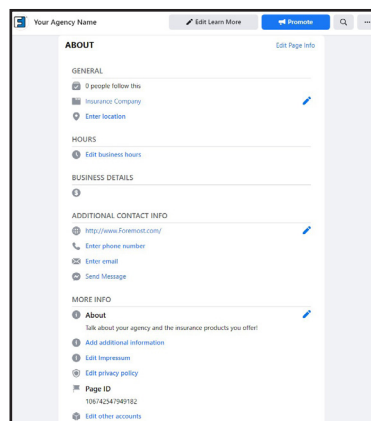 Your Agency Name
Edit Learn More
Promote
ABOUT
Edit Page Info
GENERAL
0 people follow this
Insurance Company
Enter location
HOURS
Edit business hours
BUSINESS DETAILS
ADDITIONAL CONTACT INFO
http://www.Foremost.com/
Enter phone number
Enter email
Send Message
MORE INFO
About
Talk about your agency and the insurance products you offer!
Add additional information
Edit Impressum
Edit privacy policy
Page ID
106742547949182
Edit other accounts